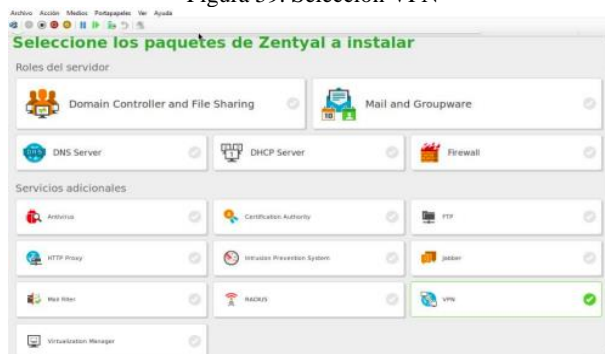 Figura 39. Selección VPN
Archivo Acción Medios Portapapeles Ver Ayuda
Seleccione los paquetes de Zentyal a instalar
Roles del servidor
Domain Controller and File Sharing
Mail and Groupware
DNS Server
DHCP Server
Firewall
Servicios adicionales
Antivirus
Certification Authority
FTP
HTTP Proxy
Intrusion Prevention System
Jabber
Mail Filter
RADIUS
VPN
Virtualization Manager